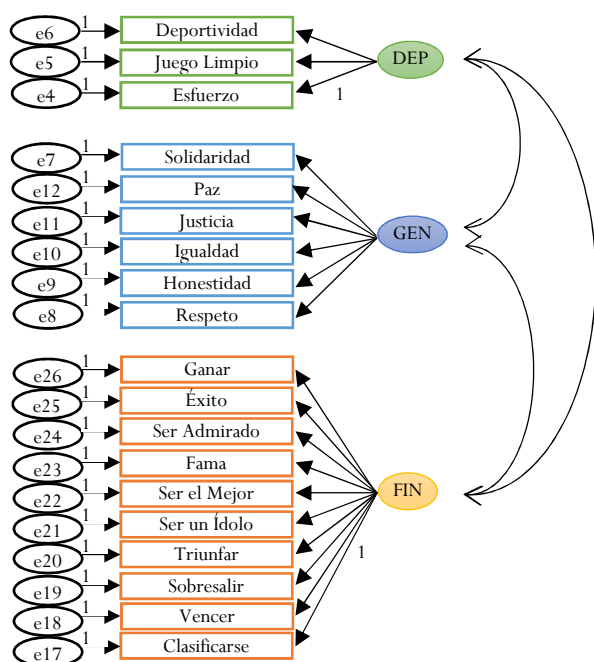 e6 1 Deportividad
e5 1 Juego Limpio DEP
e4 1 Esfuerzo 1
e7 1 Solidaridad
e12 1 Paz
e11 1 Justicia
GEN
e10 1 Igualdad
e9 1 Honestidad
e8 1 Respeto
e26 1 Ganar
e25 1 Éxito
e24 1 Ser Admirado
e23 1 Fama
e22 1 Ser el Mejor FIN
e21 1 Ser un Ídolo
e20 1 Triunfar 1
e19 1 Sobresalir
e18 1 Vencer
e17 1 Clasificarse